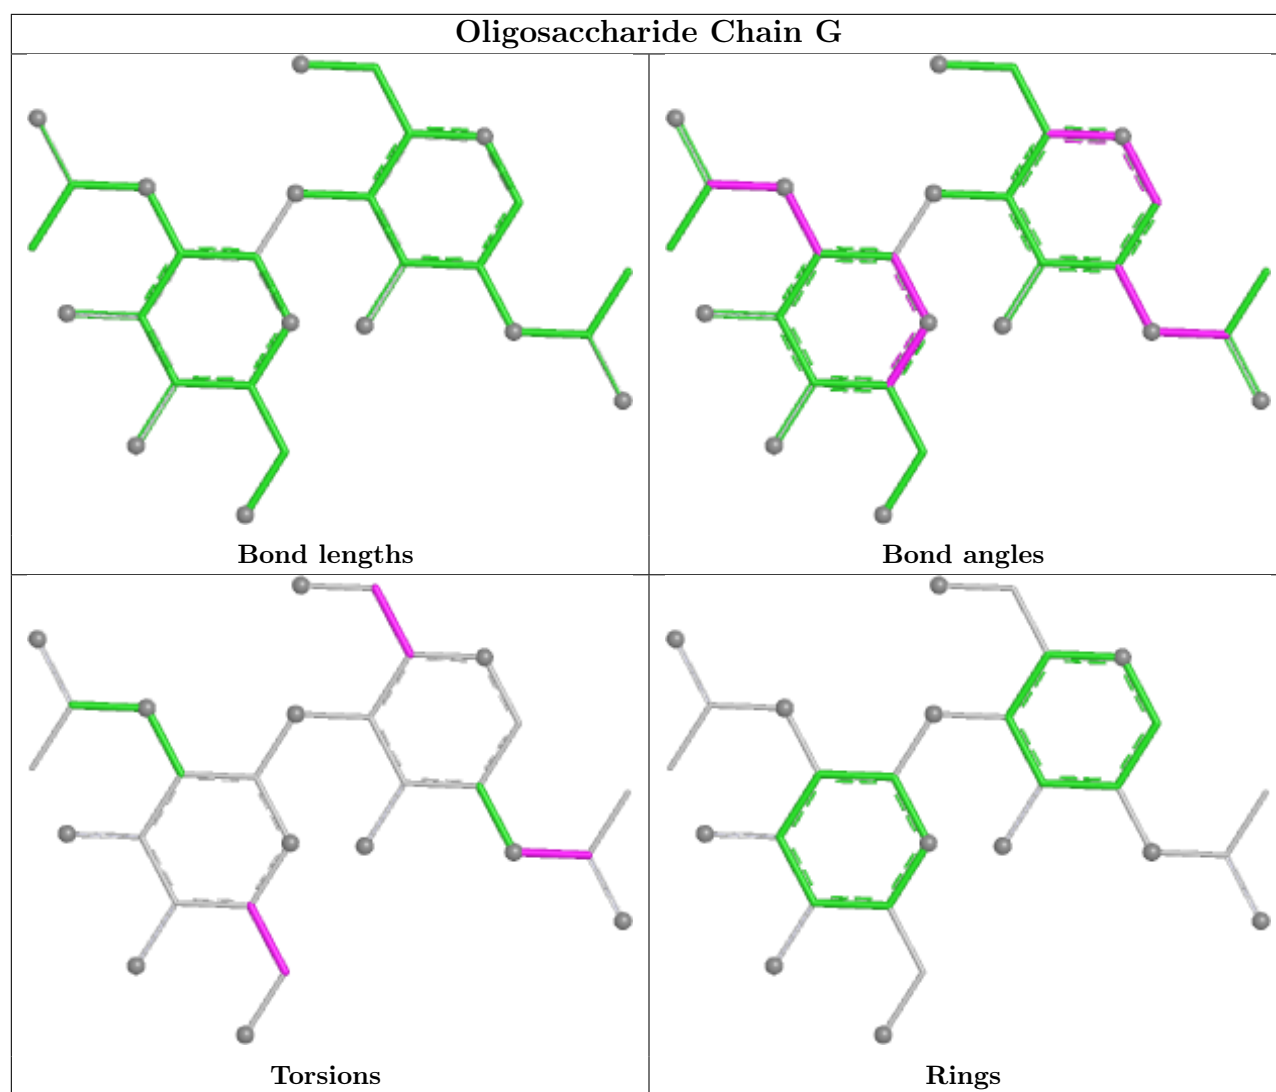 Oligosaccharide Chain G
Bond lengths
Bond angles
Torsions
Rings